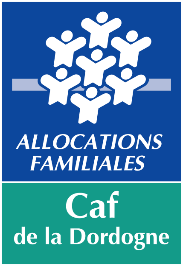 ALLOCATIONS
FAMILIALES
Caf
de la Dordogne